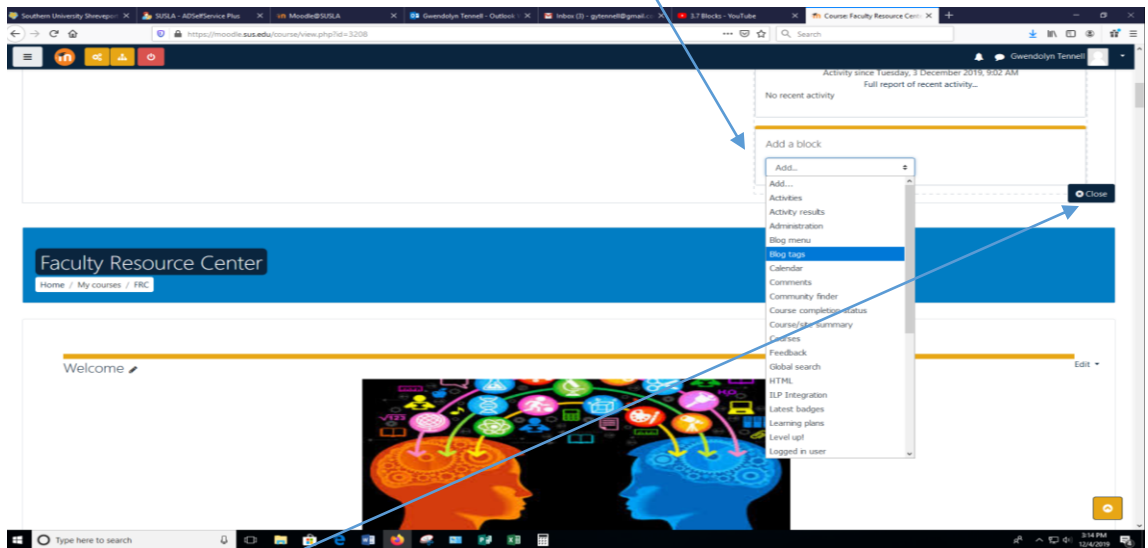 Southern University Shrevepor
SUSLA - ADSelfService Plus
Moodle@SUSLA
Gwendolyn Tennell - Outlook
Inbox (3) - gytennell@gmail.co
3.7 Blocks - YouTube
Course: Faculty Resource Cent
https://moodle.sus.edu/course/view.php?id=3208
Search
Gwendolyn Tennell
Activity since Tuesday, 3 December 2019, 9:02 AM
Full report of recent activity...
No recent activity
Add a block
Add...
Add...
Activities
Activity results
Administration
Blog menu
Blog tags
Calendar
Comments
Community finder
Course completion status
Course/site summary
Courses
Feedback
Global search
HTML
ILP Integration
Latest badges
Learning plans
Level up!
Logged in user
Close
Faculty Resource Center
Home / My courses / FRC
Welcome
Edit
Type here to search
3:14 PM
12/4/2019